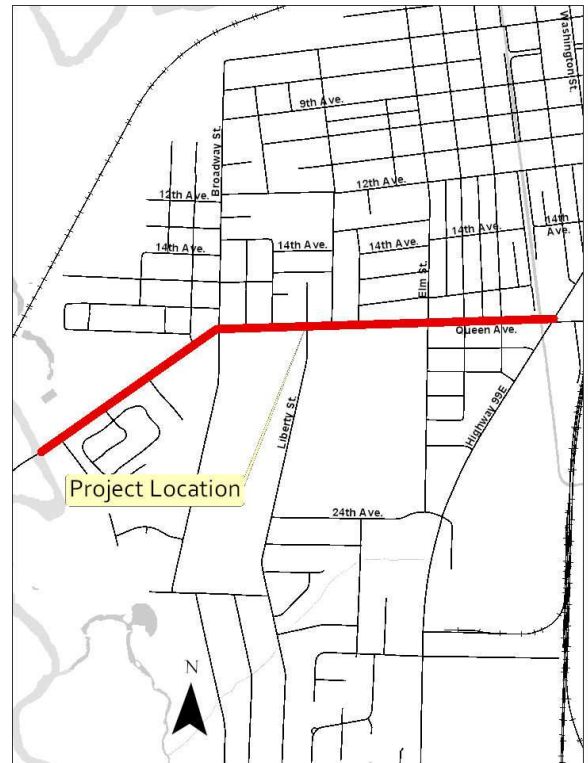 Washington St.
9th Ave.
Broadway St.
12th Ave.
12th Ave.
14th Ave.
14th Ave.
14th Ave.
14th Ave.
14th
Ave.
Elm St.
Queen Ave.
Highway 99E
Liberty St.
Project Location
24th Ave.
N